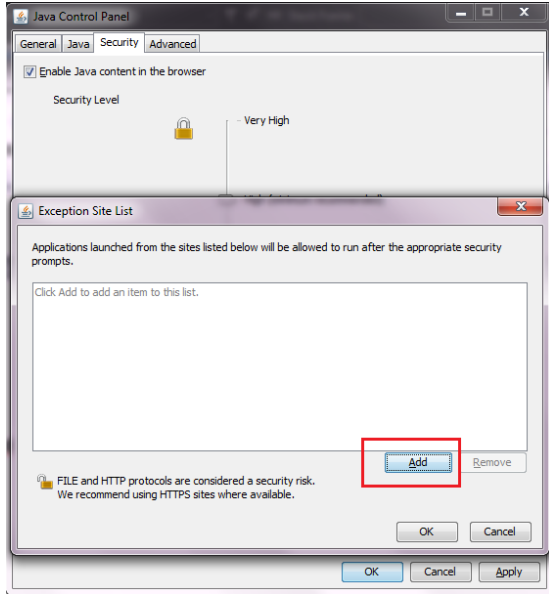 Java Control Panel
General Java Security Advanced
Enable Java content in the browser
Security Level
- Very High
Exception Site List
Applications launched from the sites listed below will be allowed to run after the appropriate security
prompts.
Click Add to add an item to this list.
Add Remove
FILE and HTTP protocols are considered a security risk.
We recommend using HTTPS sites where available.
OK Cancel
OK Cancel Apply